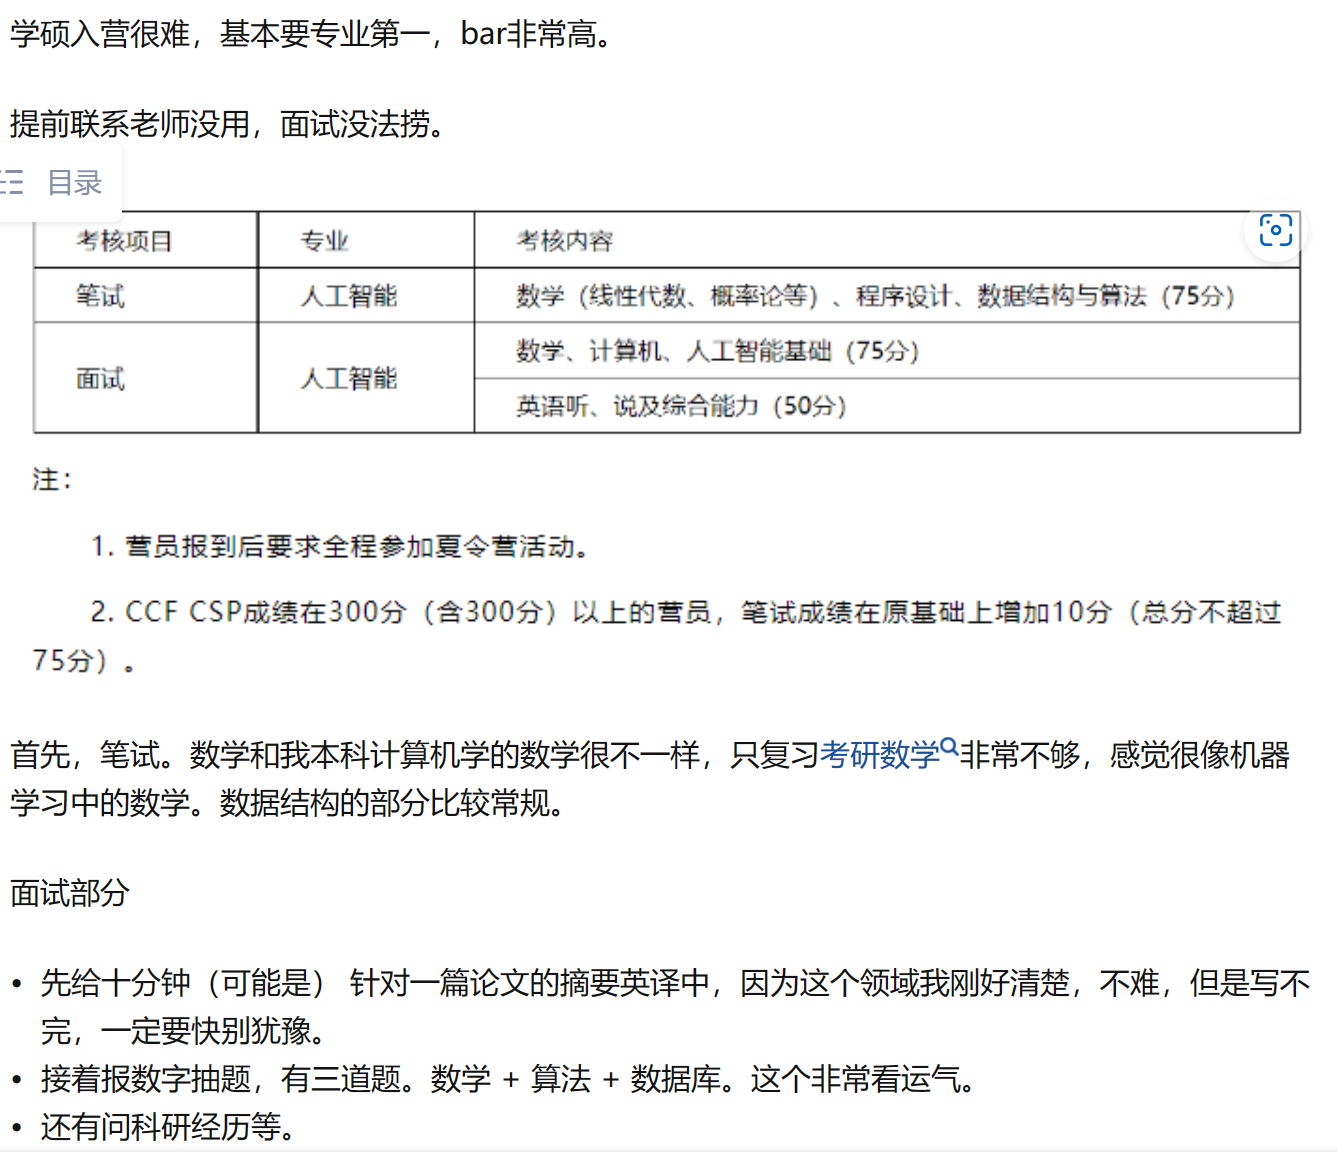 学硕入营很难，基本要专业第一，bar非常高。
提前联系老师没用，面试没法捞。
目录
考核项目 专业 考核内容
笔试 人工智能 数学（线性代数、概率论等）、程序设计、数据结构与算法（75分）
面试 人工智能 数学、计算机、人工智能基础（75分）
英语听、说及综合能力（50分）
注：
1. 营员报到后要求全程参加夏令营活动。
2. CCF CSP成绩在300分（含300分）以上的营员，笔试成绩在原基础上增加10分（总分不超过
75分）。
首先，笔试。数学和我本科计算机学的数学很不一样，只复习考研数学非常不够，感觉很像机器
学习中的数学。数据结构的部分比较常规。
面试部分
• 先给十分钟（可能是） 针对一篇论文的摘要英译中，因为这个领域我刚好清楚，不难，但是写不
完，一定要快别犹豫。
• 接着报数字抽题，有三道题。数学 + 算法 + 数据库。这个非常看运气。
• 还有问科研经历等。